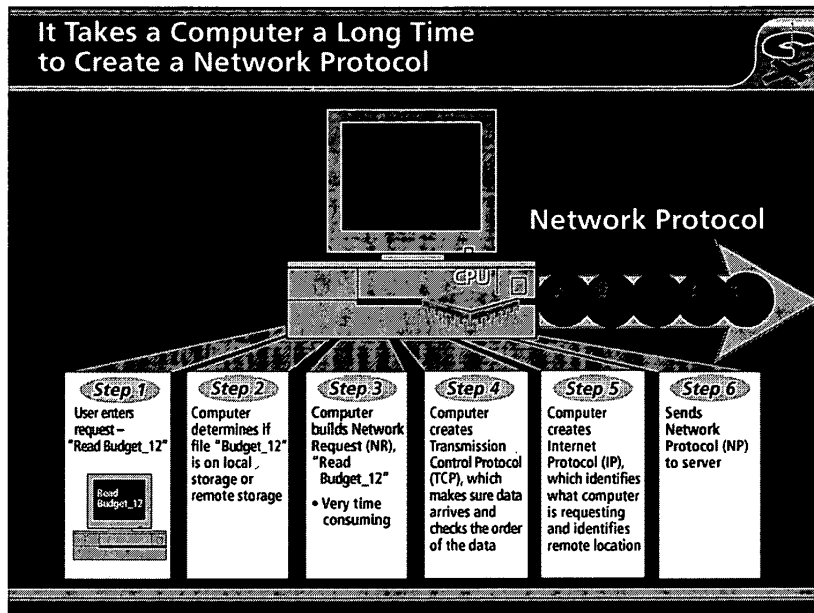 It Takes a Computer a Long Time
to Create a Network Protocol
Network Protocol
CPU
Step 1
User enters
request –
"Read Budget_12"
Read
Budget_12
Step 2
Computer
determines if
file "Budget_12"
is on local
storage or
remote storage
Step 3
Computer
builds Network
Request (NR),
"Read
Budget_12"
• Very time
consuming
Step 4
Computer
creates
Transmission
Control Protocol
(TCP), which
makes sure data
arrives and
checks the order
of the data
Step 5
Computer
creates
Internet
Protocol (IP),
which identifies
what computer
is requesting
and identifies
remote location
Step 6
Sends
Network
Protocol (NP)
to server